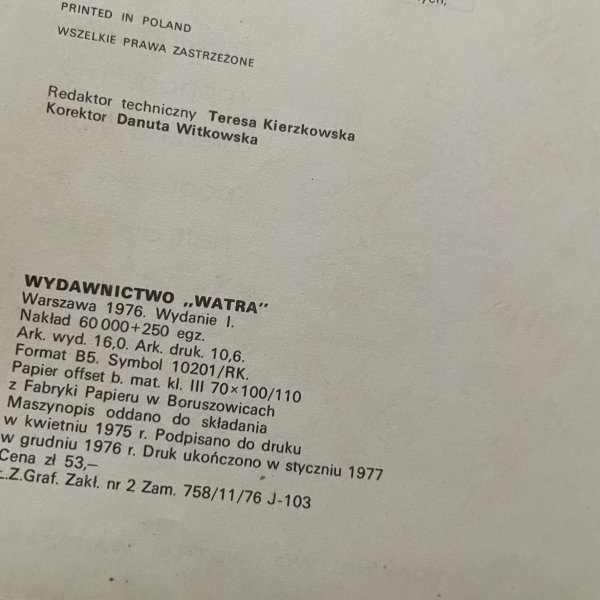 PRINTED IN POLAND
WSZELKIE PRAWA ZASTRZEŻONE
Redaktor techniczny Teresa Kierzkowska
Korektor Danuta Witkowska
WYDAWNICTWO „WATRA”
Warszawa 1976. Wydanie I.
Nakład 60 000+250 egz.
Ark. wyd. 16,0. Ark. druk. 10,6.
Format B5. Symbol 10201/RK.
Papier offset b. mat. kl. III 70×100/110
z Fabryki Papieru w Boruszowicach
Maszynopis oddano do składania
w kwietniu 1975 r. Podpisano do druku
w grudniu 1976 r. Druk ukończono w styczniu 1977
Cena zł 53,—
Ł.Z.Graf. Zakł. nr 2 Zam. 758/11/76 J-103